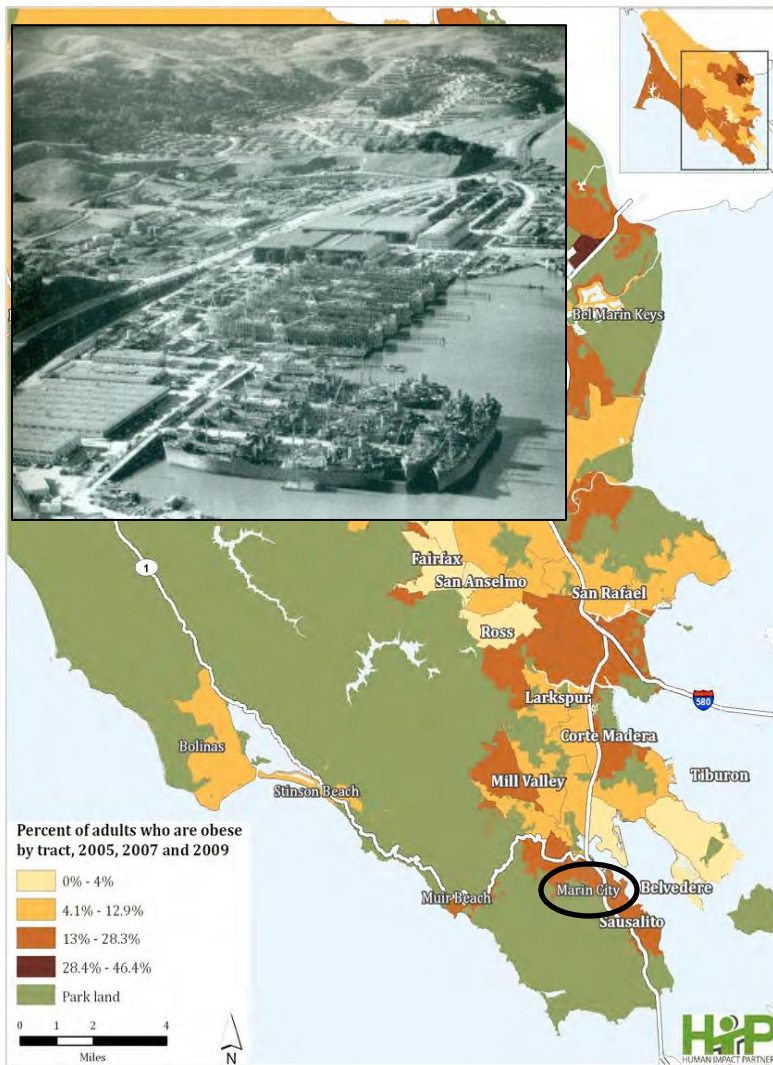 Bel Marin Keys
Fairfax
San Anselmo
San Rafael
Ross
1
Larkspur
580
Corte Madera
Bolinas
Tiburon
Mill Valley
Stinson Beach
Muir Beach
Marin City
Belvedere
Sausalito
Percent of adults who are obese
by tract, 2005, 2007 and 2009
0% - 4%
4.1% - 12.9%
13% - 28.3%
28.4% - 46.4%
Park land
0 1 2 4
Miles
N
HIP
HUMAN IMPACT PARTNER